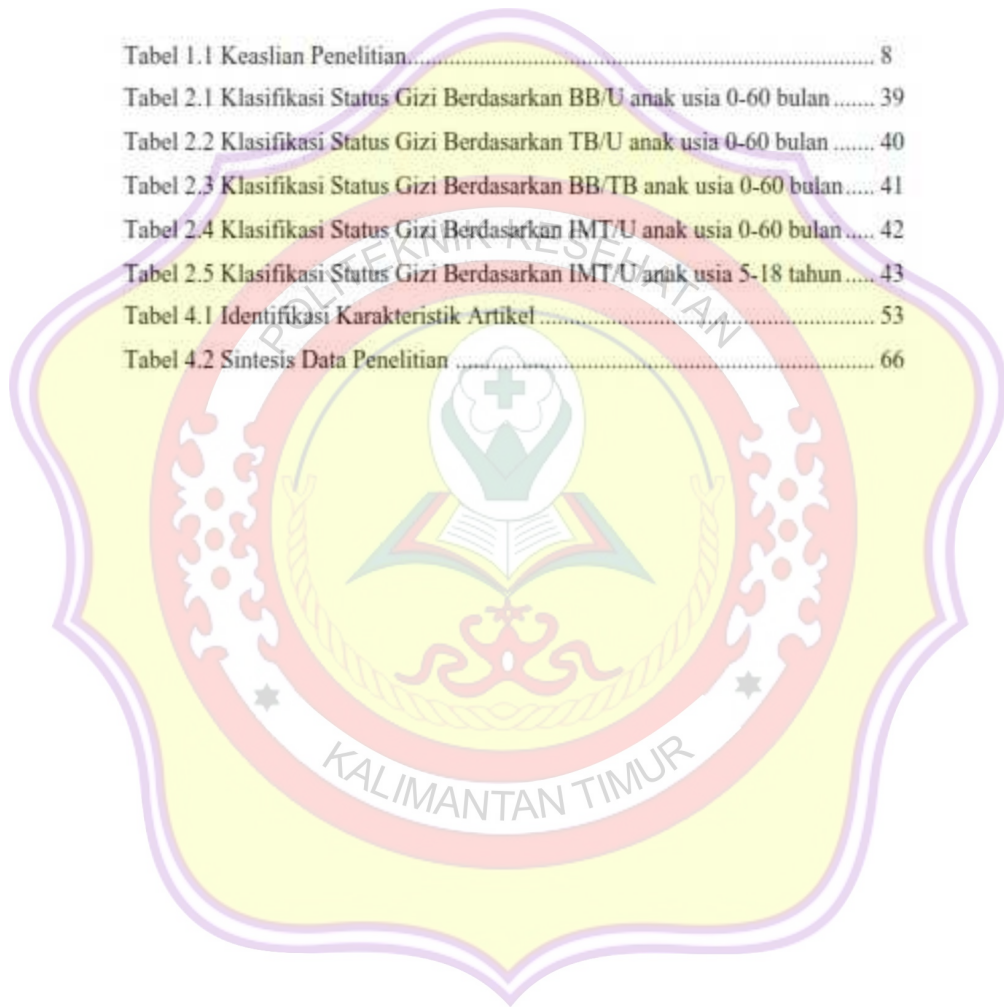 Tabel 1.1 Keaslian Penelitian............................................................................... 8
Tabel 2.1 Klasifikasi Status Gizi Berdasarkan BB/U anak usia 0-60 bulan ....... 39
Tabel 2.2 Klasifikasi Status Gizi Berdasarkan TB/U anak usia 0-60 bulan ....... 40
Tabel 2.3 Klasifikasi Status Gizi Berdasarkan BB/TB anak usia 0-60 bulan..... 41
Tabel 2.4 Klasifikasi Status Gizi Berdasarkan IMT/U anak usia 0-60 bulan ..... 42
Tabel 2.5 Klasifikasi Status Gizi Berdasarkan IMT/U anak usia 5-18 tahun ..... 43
Tabel 4.1 Identifikasi Karakteristik Artikel ......................................................... 53
Tabel 4.2 Sintesis Data Penelitian ....................................................................... 66
POLITEKNIK KESEHATAN
KALIMANTAN TIMUR